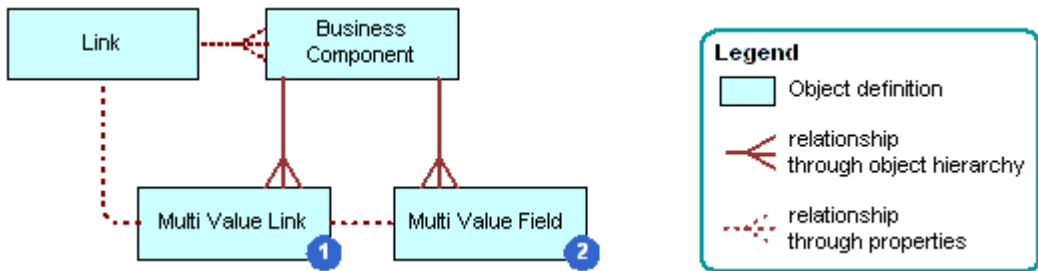 Link
Business
Component
Multi Value Link
1
Multi Value Field
2
Legend
Object definition
relationship
through object hierarchy
relationship
through properties